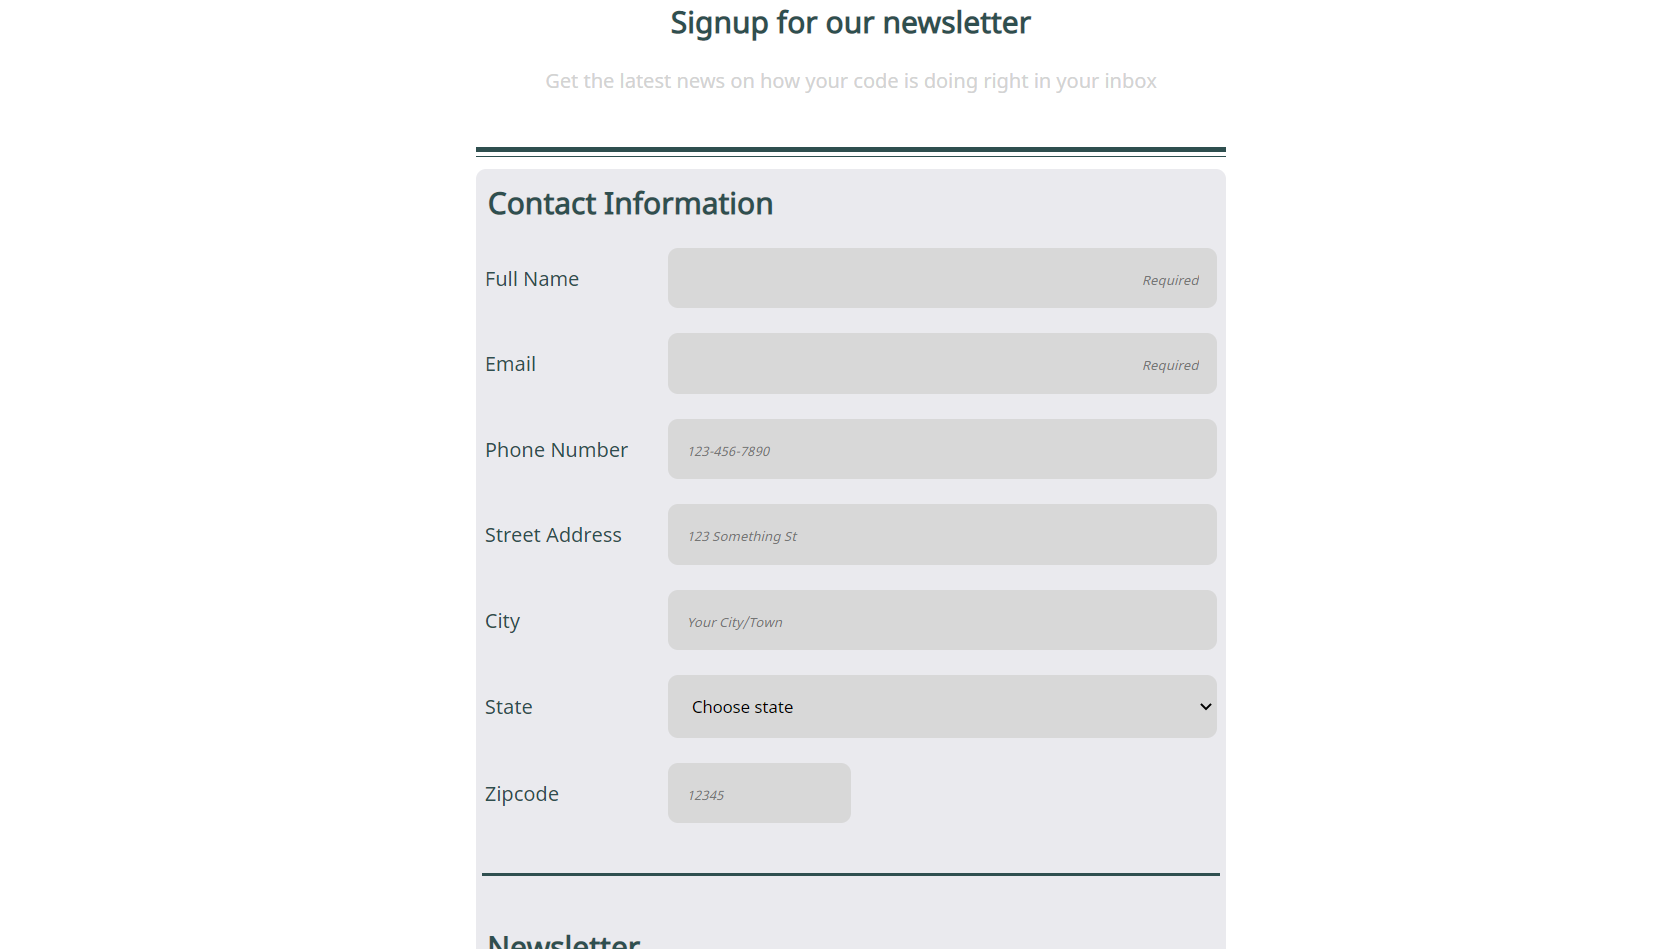 Signup for our newsletter
Get the latest news on how your code is doing right in your inbox
Contact Information
Full Name
Required
Email
Required
Phone Number
123-456-7890
Street Address
123 Something St
City
Your City/Town
State
Choose state
Zipcode
12345
Newsletter